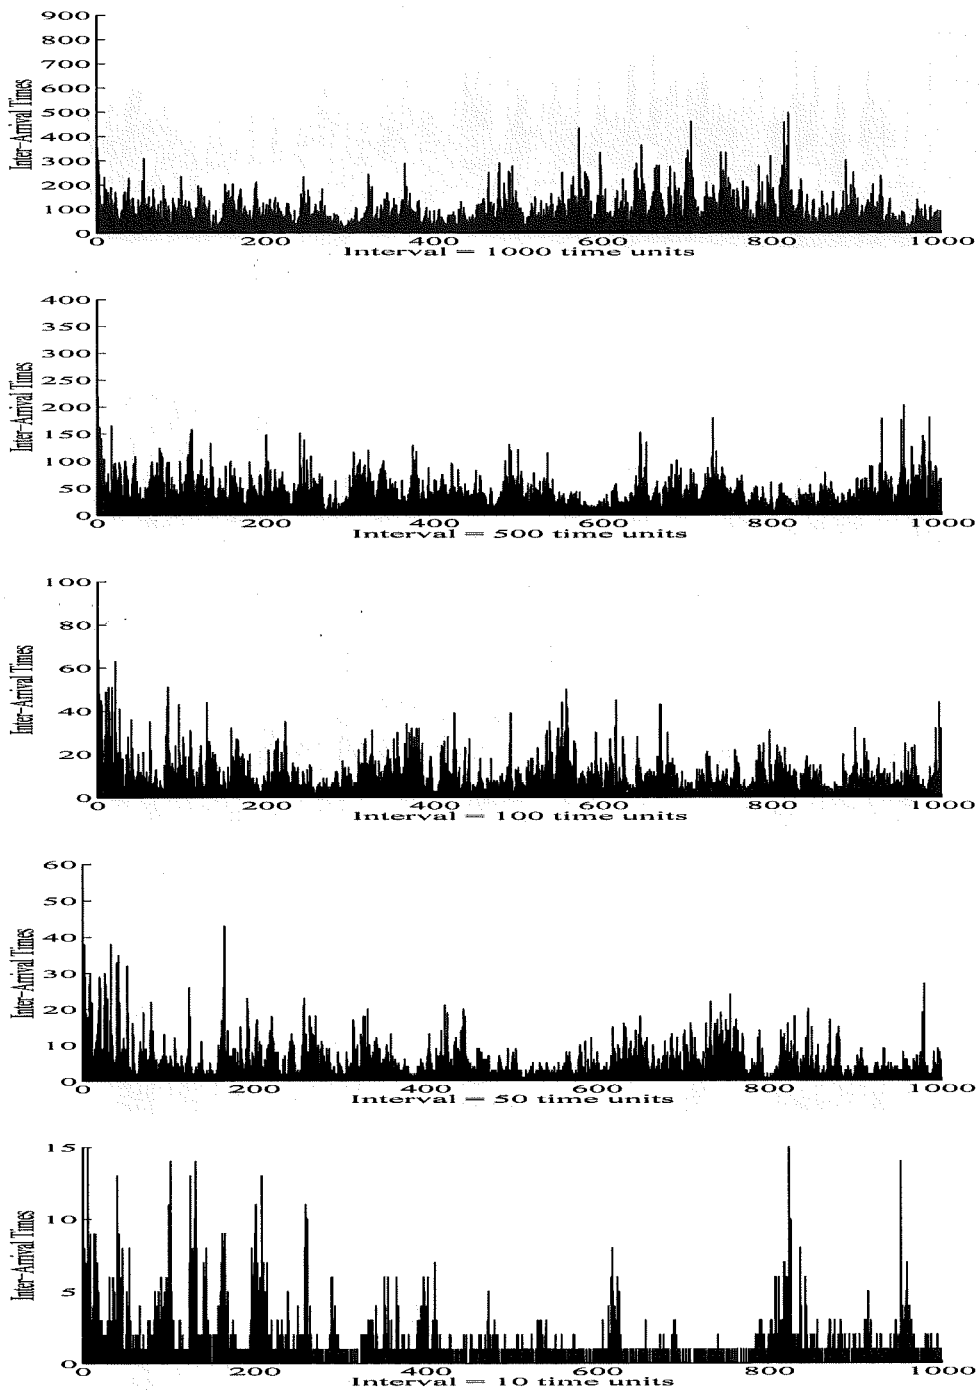 900
800
700
600
500
400
300
200
100
0
Inter-Arrival Times
0 200 400 600 800 1000
Interval = 1000 time units
400
350
300
250
200
150
100
50
0
Inter-Arrival Times
0 200 400 600 800 1000
Interval = 500 time units
100
80
60
40
20
0
Inter-Arrival Times
0 200 400 600 800 1000
Interval = 100 time units
60
50
40
30
20
10
0
Inter-Arrival Times
0 200 400 600 800 1000
Interval = 50 time units
15
10
5
0
Inter-Arrival Times
0 200 400 600 800 1000
Interval = 10 time units